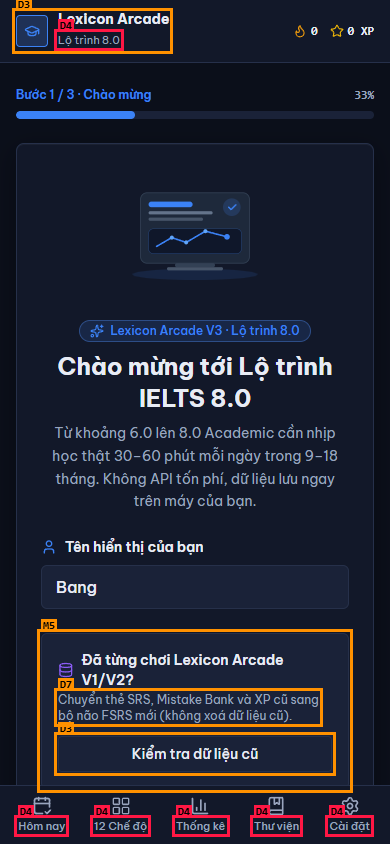 D3
Lexicon Arcade
D4
Lộ trình 8.0
0
0 XP
Bước 1 / 3 · Chào mừng
33%
Lexicon Arcade V3 · Lộ trình 8.0
Chào mừng tới Lộ trình
IELTS 8.0
Từ khoảng 6.0 lên 8.0 Academic cần nhịp
học thật 30–60 phút mỗi ngày trong 9–18
tháng. Không API tốn phí, dữ liệu lưu ngay
trên máy của bạn.
Tên hiển thị của bạn
Bang
M5
Đã từng chơi Lexicon Arcade
V1/V2?
D7
Chuyển thẻ SRS, Mistake Bank và XP cũ sang
bộ não FSRS mới (không xoá dữ liệu cũ).
D3
Kiểm tra dữ liệu cũ
D4
D4
D4
D4
D4
Hôm nay
12 Chế độ
Thống kê
Thư viện
Cài đặt